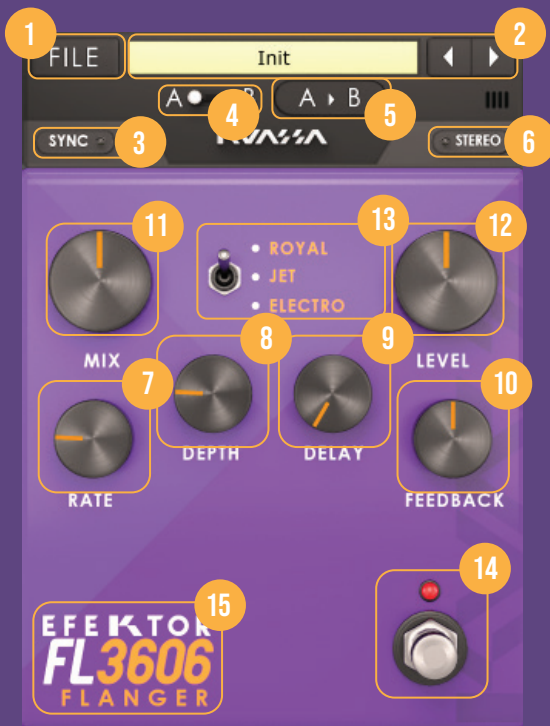 1 FILE Init 2
A B 4 A B 5
SYNC 3 STEREO 6
11 13 12
ROYAL
JET
ELECTRO
MIX 8 9 LEVEL
7 10
DEPTH DELAY
RATE FEEDBACK
14
15
EFEKTOR
FL3606
FLANGER